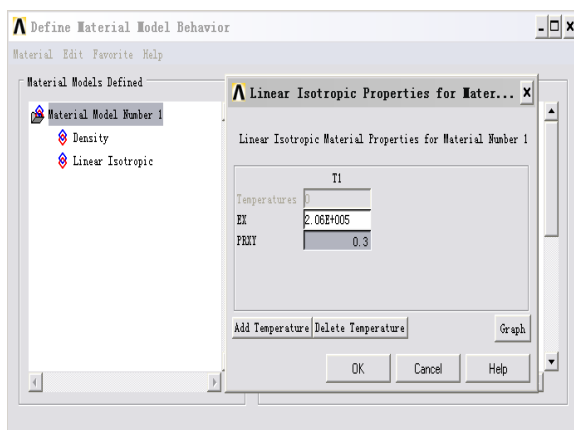 Define Material Model Behavior
Material Edit Favorite Help
Material Models Defined
Material Model Number 1
Density
Linear Isotropic
Linear Isotropic Properties for Mater...
Linear Isotropic Material Properties for Material Number 1
T1
Temperatures 0
EX 2.06E+005
PRXY 0.3
Add Temperature Delete Temperature Graph
OK Cancel Help